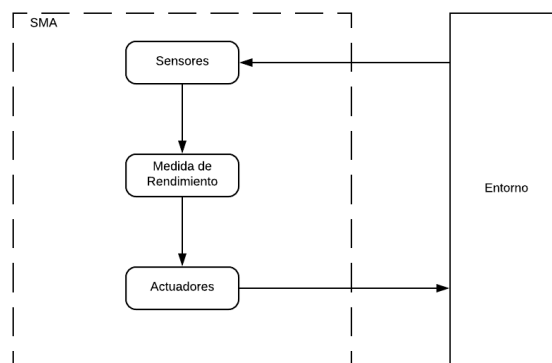 SMA
Sensores
Medida de
Rendimiento
Entorno
Actuadores